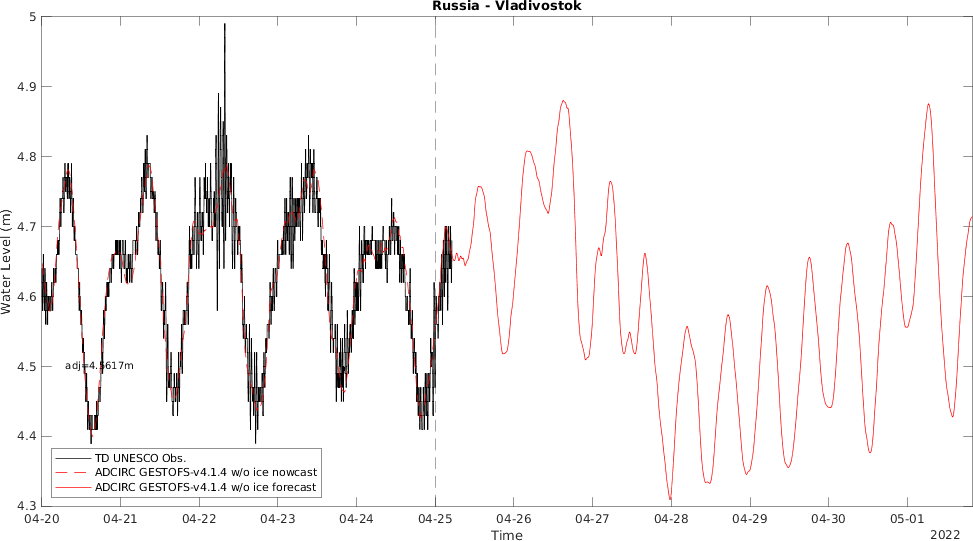 Russia - Vladivostok
5
4.9
4.8
4.7
4.6
4.5
4.4
4.3
Water Level (m)
adj=4.5617m
TD UNESCO Obs.
ADCIRC GESTOFS-v4.1.4 w/o ice nowcast
ADCIRC GESTOFS-v4.1.4 w/o ice forecast
04-20 04-21 04-22 04-23 04-24 04-25 04-26 04-27 04-28 04-29 04-30 05-01
Time
2022